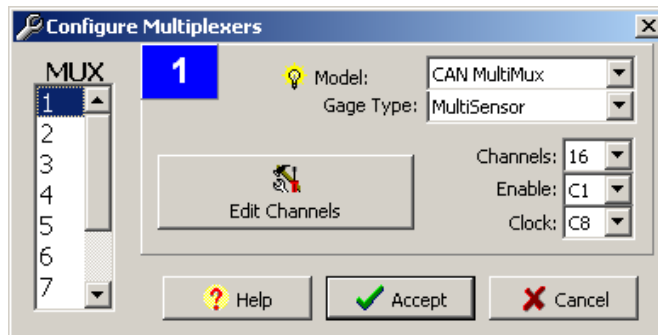 Configure Multiplexers
MUX
1
2
3
4
5
6
7
1
Model: CAN MultiMux
Gage Type: MultiSensor
Edit Channels
Channels: 16
Enable: C1
Clock: C8
? Help
Accept
Cancel